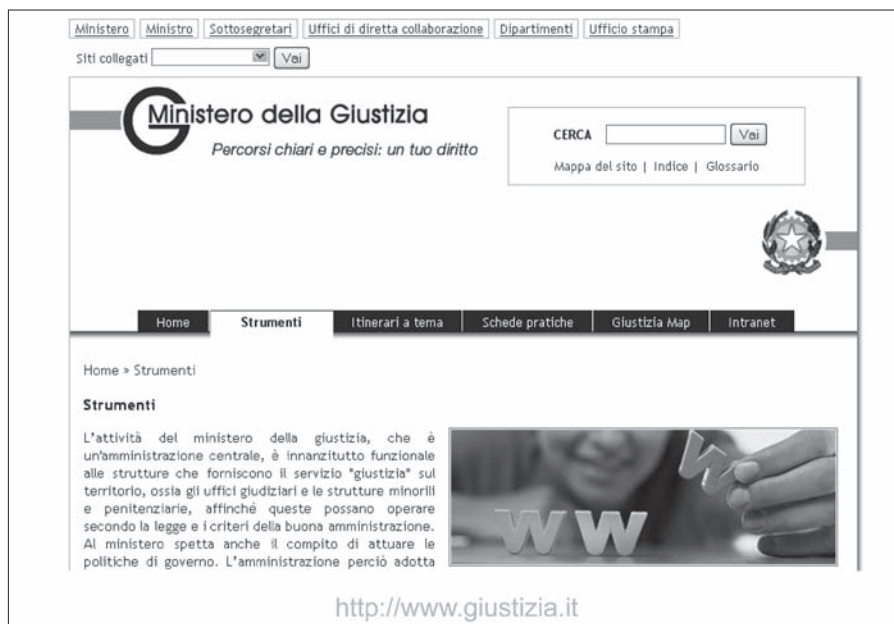 Ministero Ministro Sottosegretari Uffici di diretta collaborazione Dipartimenti Ufficio stampa
Siti collegati Vai
Ministero della Giustizia
Percorsi chiari e precisi: un tuo diritto
CERCA Vai
Mappa del sito | Indice | Glossario
Home Strumenti Itinerari a tema Schede pratiche Giustizia Map Intranet
Home » Strumenti
Strumenti
L'attività del ministero della giustizia, che è
un'amministrazione centrale, è innanzitutto funzionale
alle strutture che forniscono il servizio "giustizia" sul
territorio, ossia gli uffici giudiziari e le strutture minorili
e penitenziarie, affinché queste possano operare
secondo la legge e i criteri della buona amministrazione.
Al ministero spetta anche il compito di attuare le
politiche di governo. L'amministrazione perciò adotta
W W W
http://www.giustizia.it